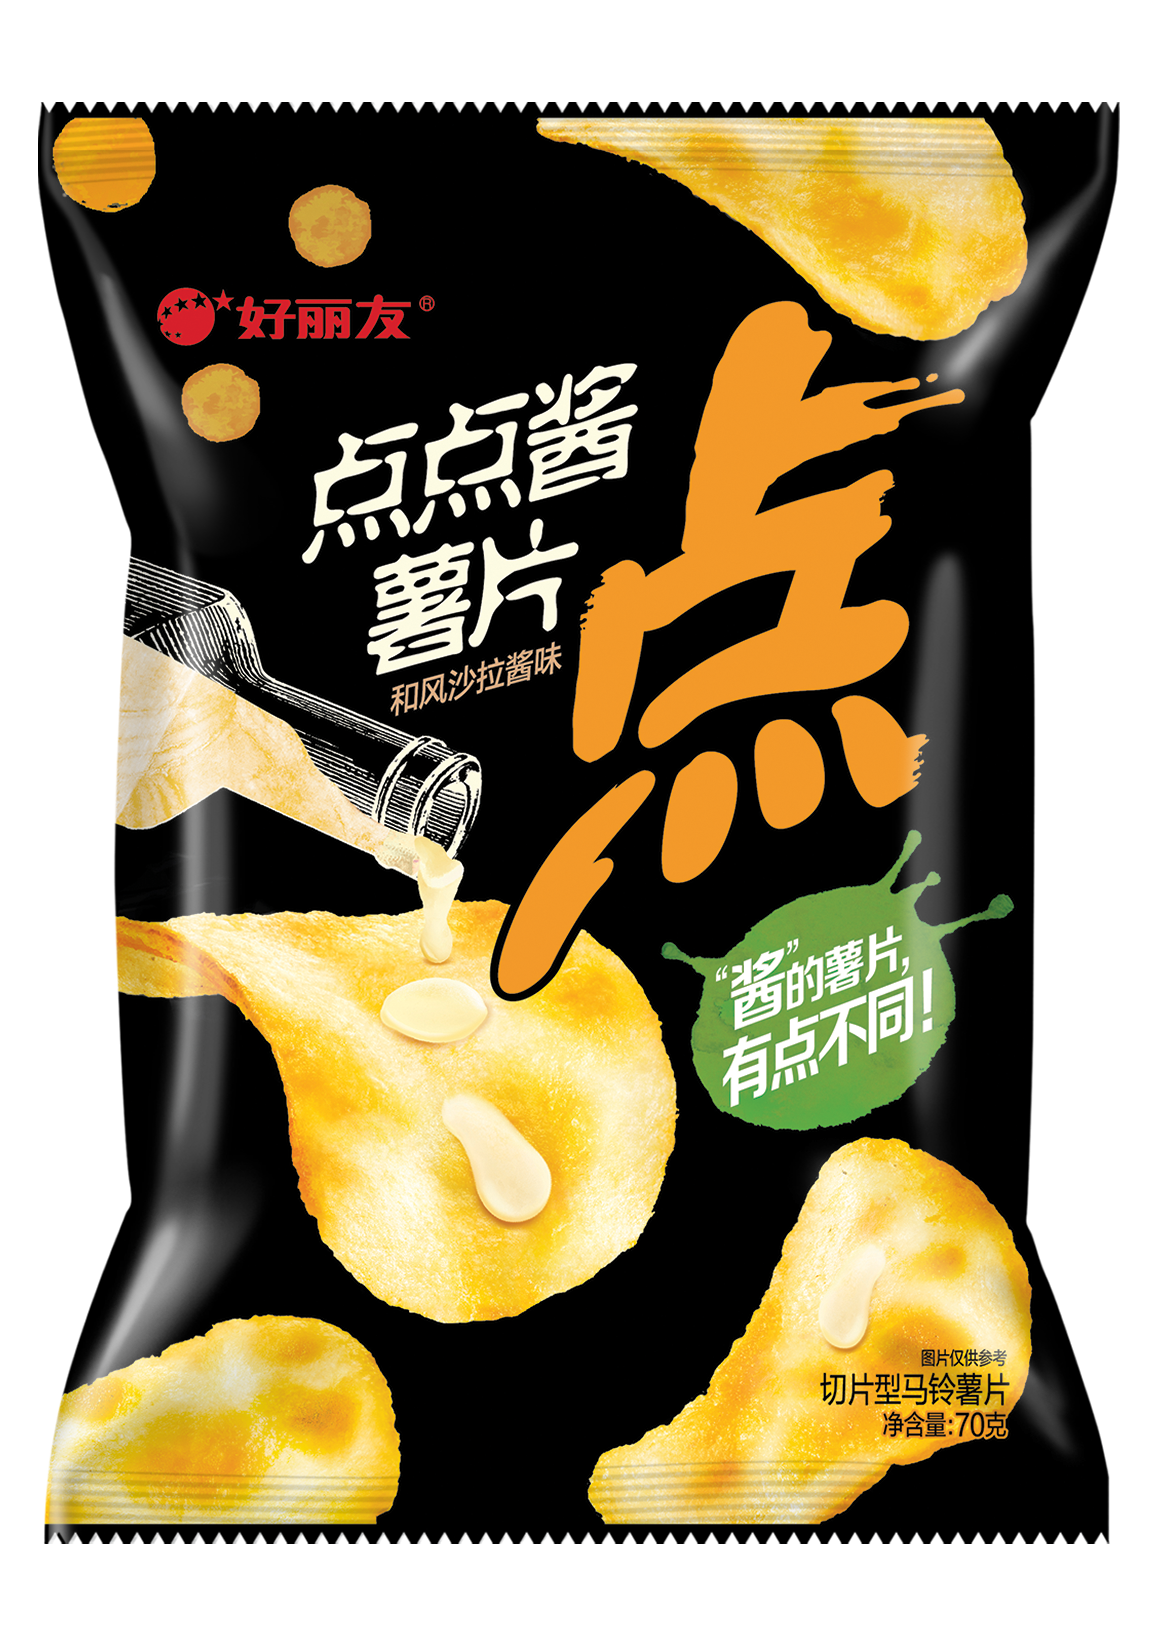 好丽友®
点点酱
薯片
和风沙拉酱味
点
“酱”的薯片，
有点不同！
图片仅供参考
切片型马铃薯片
净含量：70克